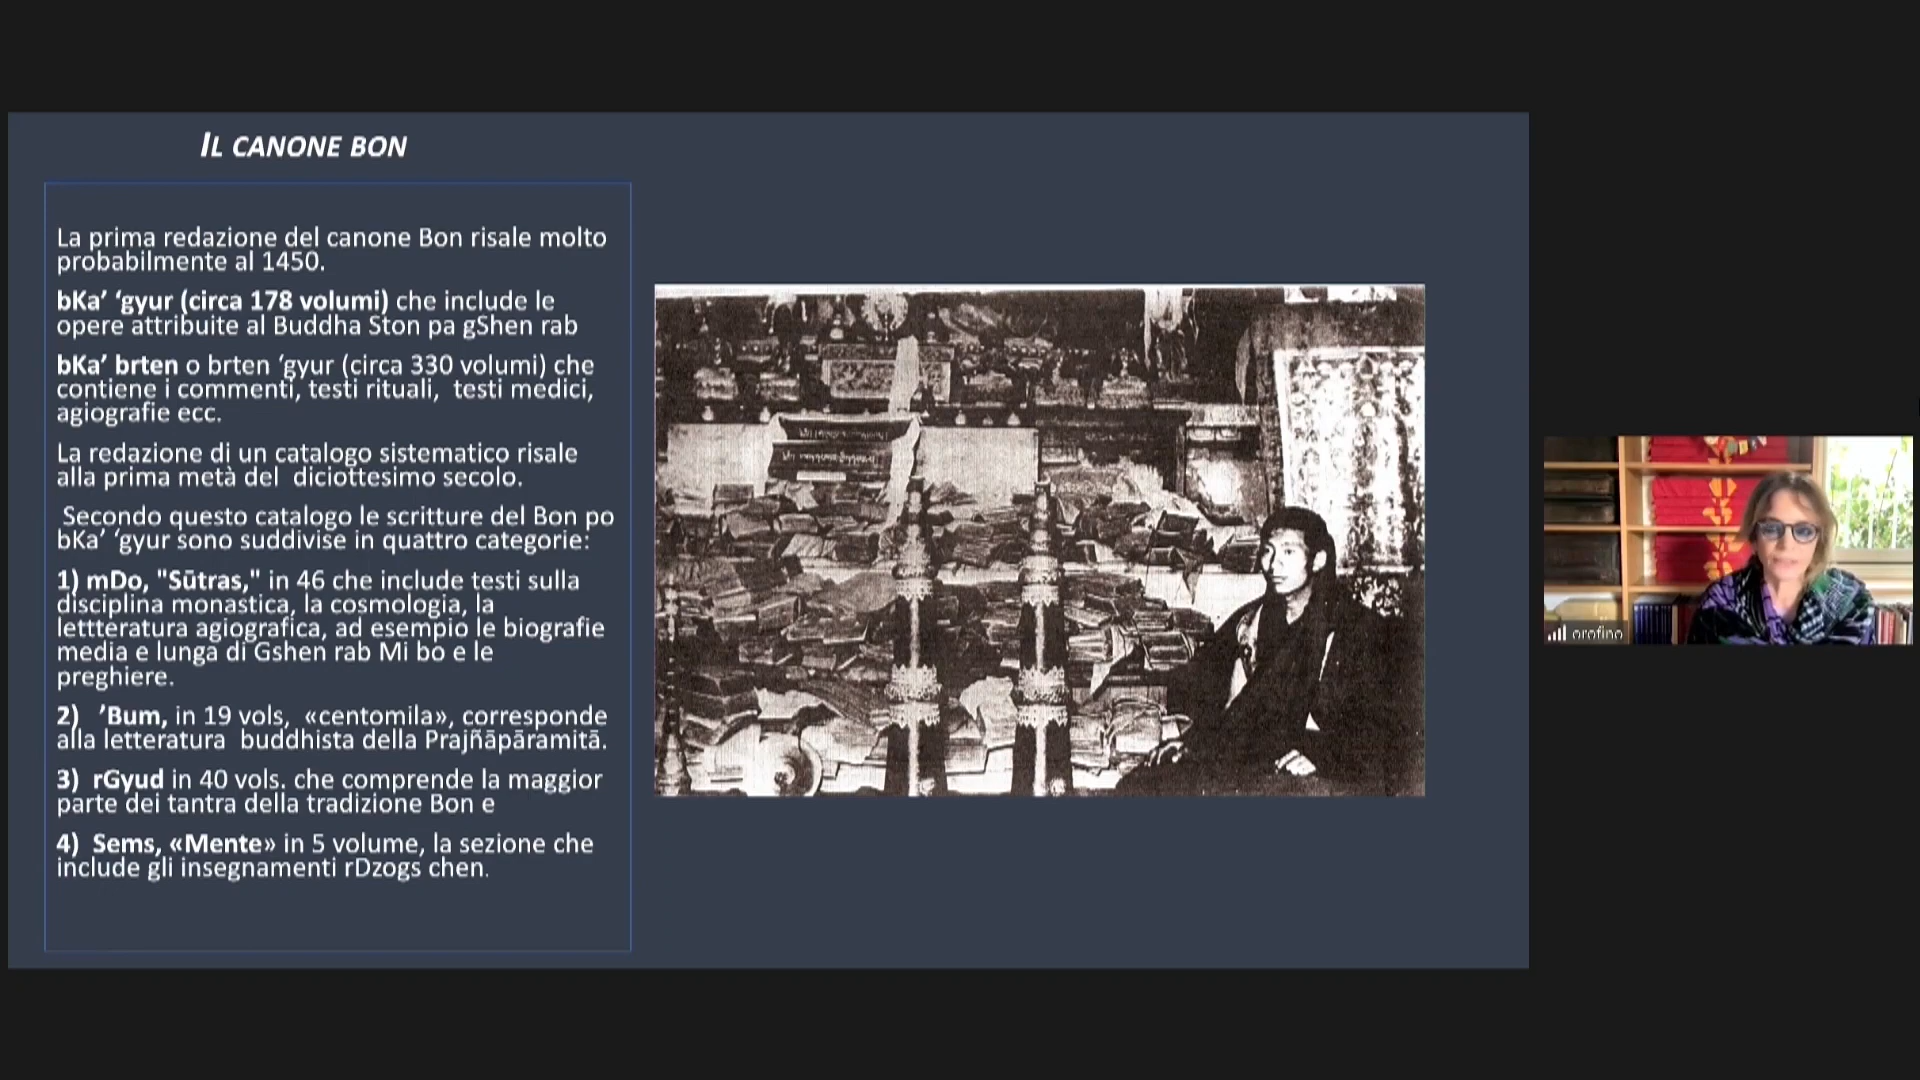 IL CANONE BON
La prima redazione del canone Bon risale molto
probabilmente al 1450.
bKa’ ‘gyur (circa 178 volumi) che include le
opere attribuite al Buddha Ston pa gShen rab
bKa’ brten o brten ‘gyur (circa 330 volumi) che
contiene i commenti, testi rituali, testi medici,
agiografie ecc.
La redazione di un catalogo sistematico risale
alla prima metà del diciottesimo secolo.
Secondo questo catalogo le scritture del Bon po
bKa’ ‘gyur sono suddivise in quattro categorie:
1) mDo, "Sūtras," in 46 che include testi sulla
disciplina monastica, la cosmologia, la
lettteratura agiografica, ad esempio le biografie
media e lunga di Gshen rab Mi bo e le
preghiere.
2) ’Bum, in 19 vols, «centomila», corresponde
alla letteratura buddhista della Prajñāpāramitā.
3) rGyud in 40 vols. che comprende la maggior
parte dei tantra della tradizione Bon e
4) Sems, «Mente» in 5 volume, la sezione che
include gli insegnamenti rDzogs chen.
orofino